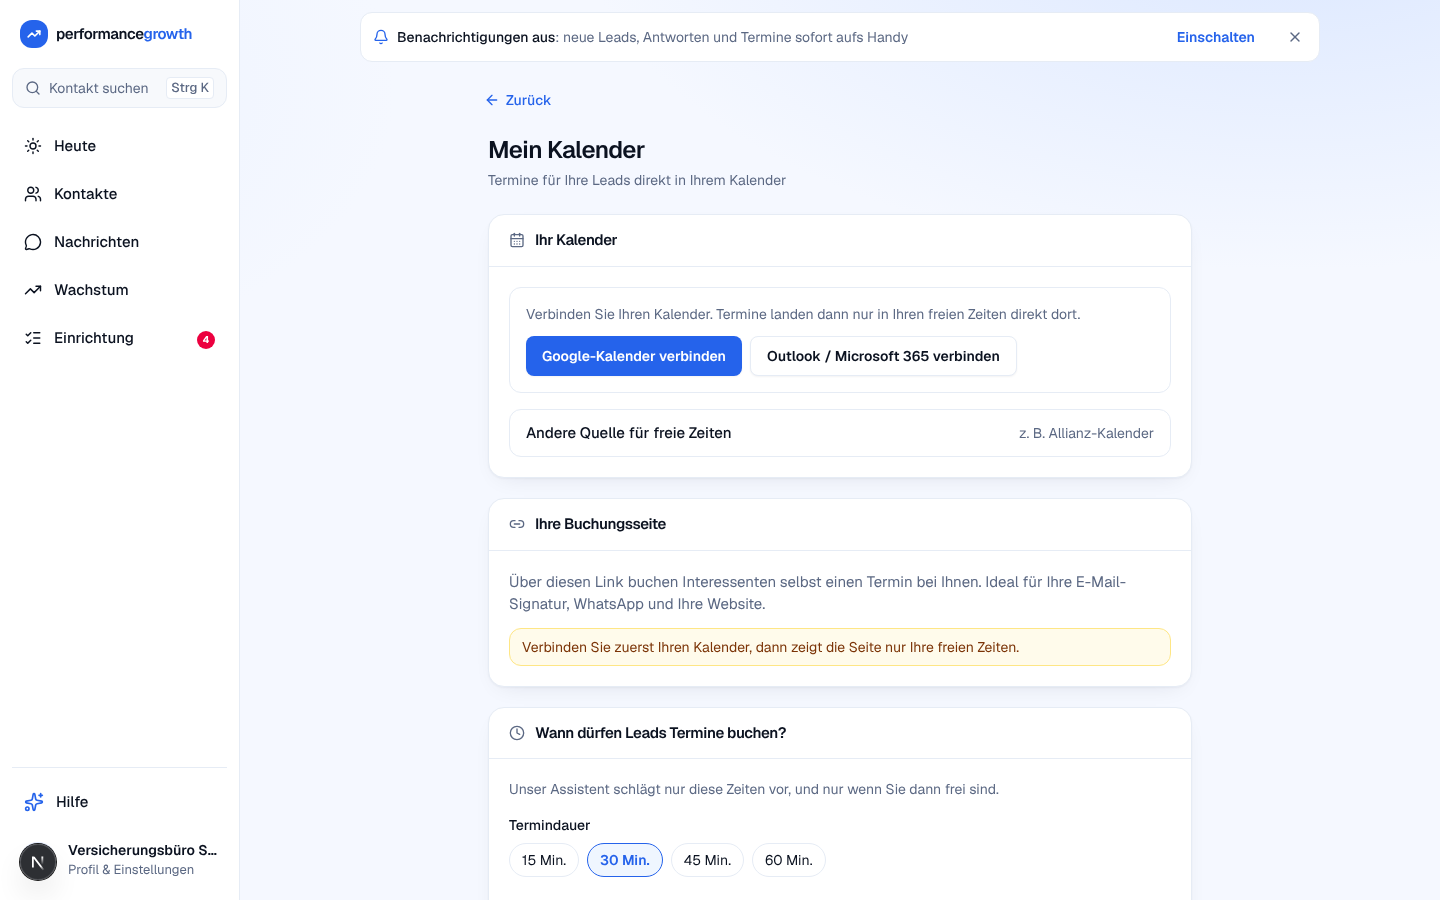 performancegrowth
Kontakt suchen Strg K
Heute
Kontakte
Nachrichten
Wachstum
Einrichtung 4
Hilfe
N
Versicherungsbüro S...
Profil & Einstellungen
Benachrichtigungen aus: neue Leads, Antworten und Termine sofort aufs Handy Einschalten
Zurück
Mein Kalender
Termine für Ihre Leads direkt in Ihrem Kalender
Ihr Kalender
Verbinden Sie Ihren Kalender. Termine landen dann nur in Ihren freien Zeiten direkt dort.
Google-Kalender verbinden Outlook / Microsoft 365 verbinden
Andere Quelle für freie Zeiten z. B. Allianz-Kalender
Ihre Buchungsseite
Über diesen Link buchen Interessenten selbst einen Termin bei Ihnen. Ideal für Ihre E-Mail-
Signatur, WhatsApp und Ihre Website.
Verbinden Sie zuerst Ihren Kalender, dann zeigt die Seite nur Ihre freien Zeiten.
Wann dürfen Leads Termine buchen?
Unser Assistent schlägt nur diese Zeiten vor, und nur wenn Sie dann frei sind.
Termindauer
15 Min. 30 Min. 45 Min. 60 Min.